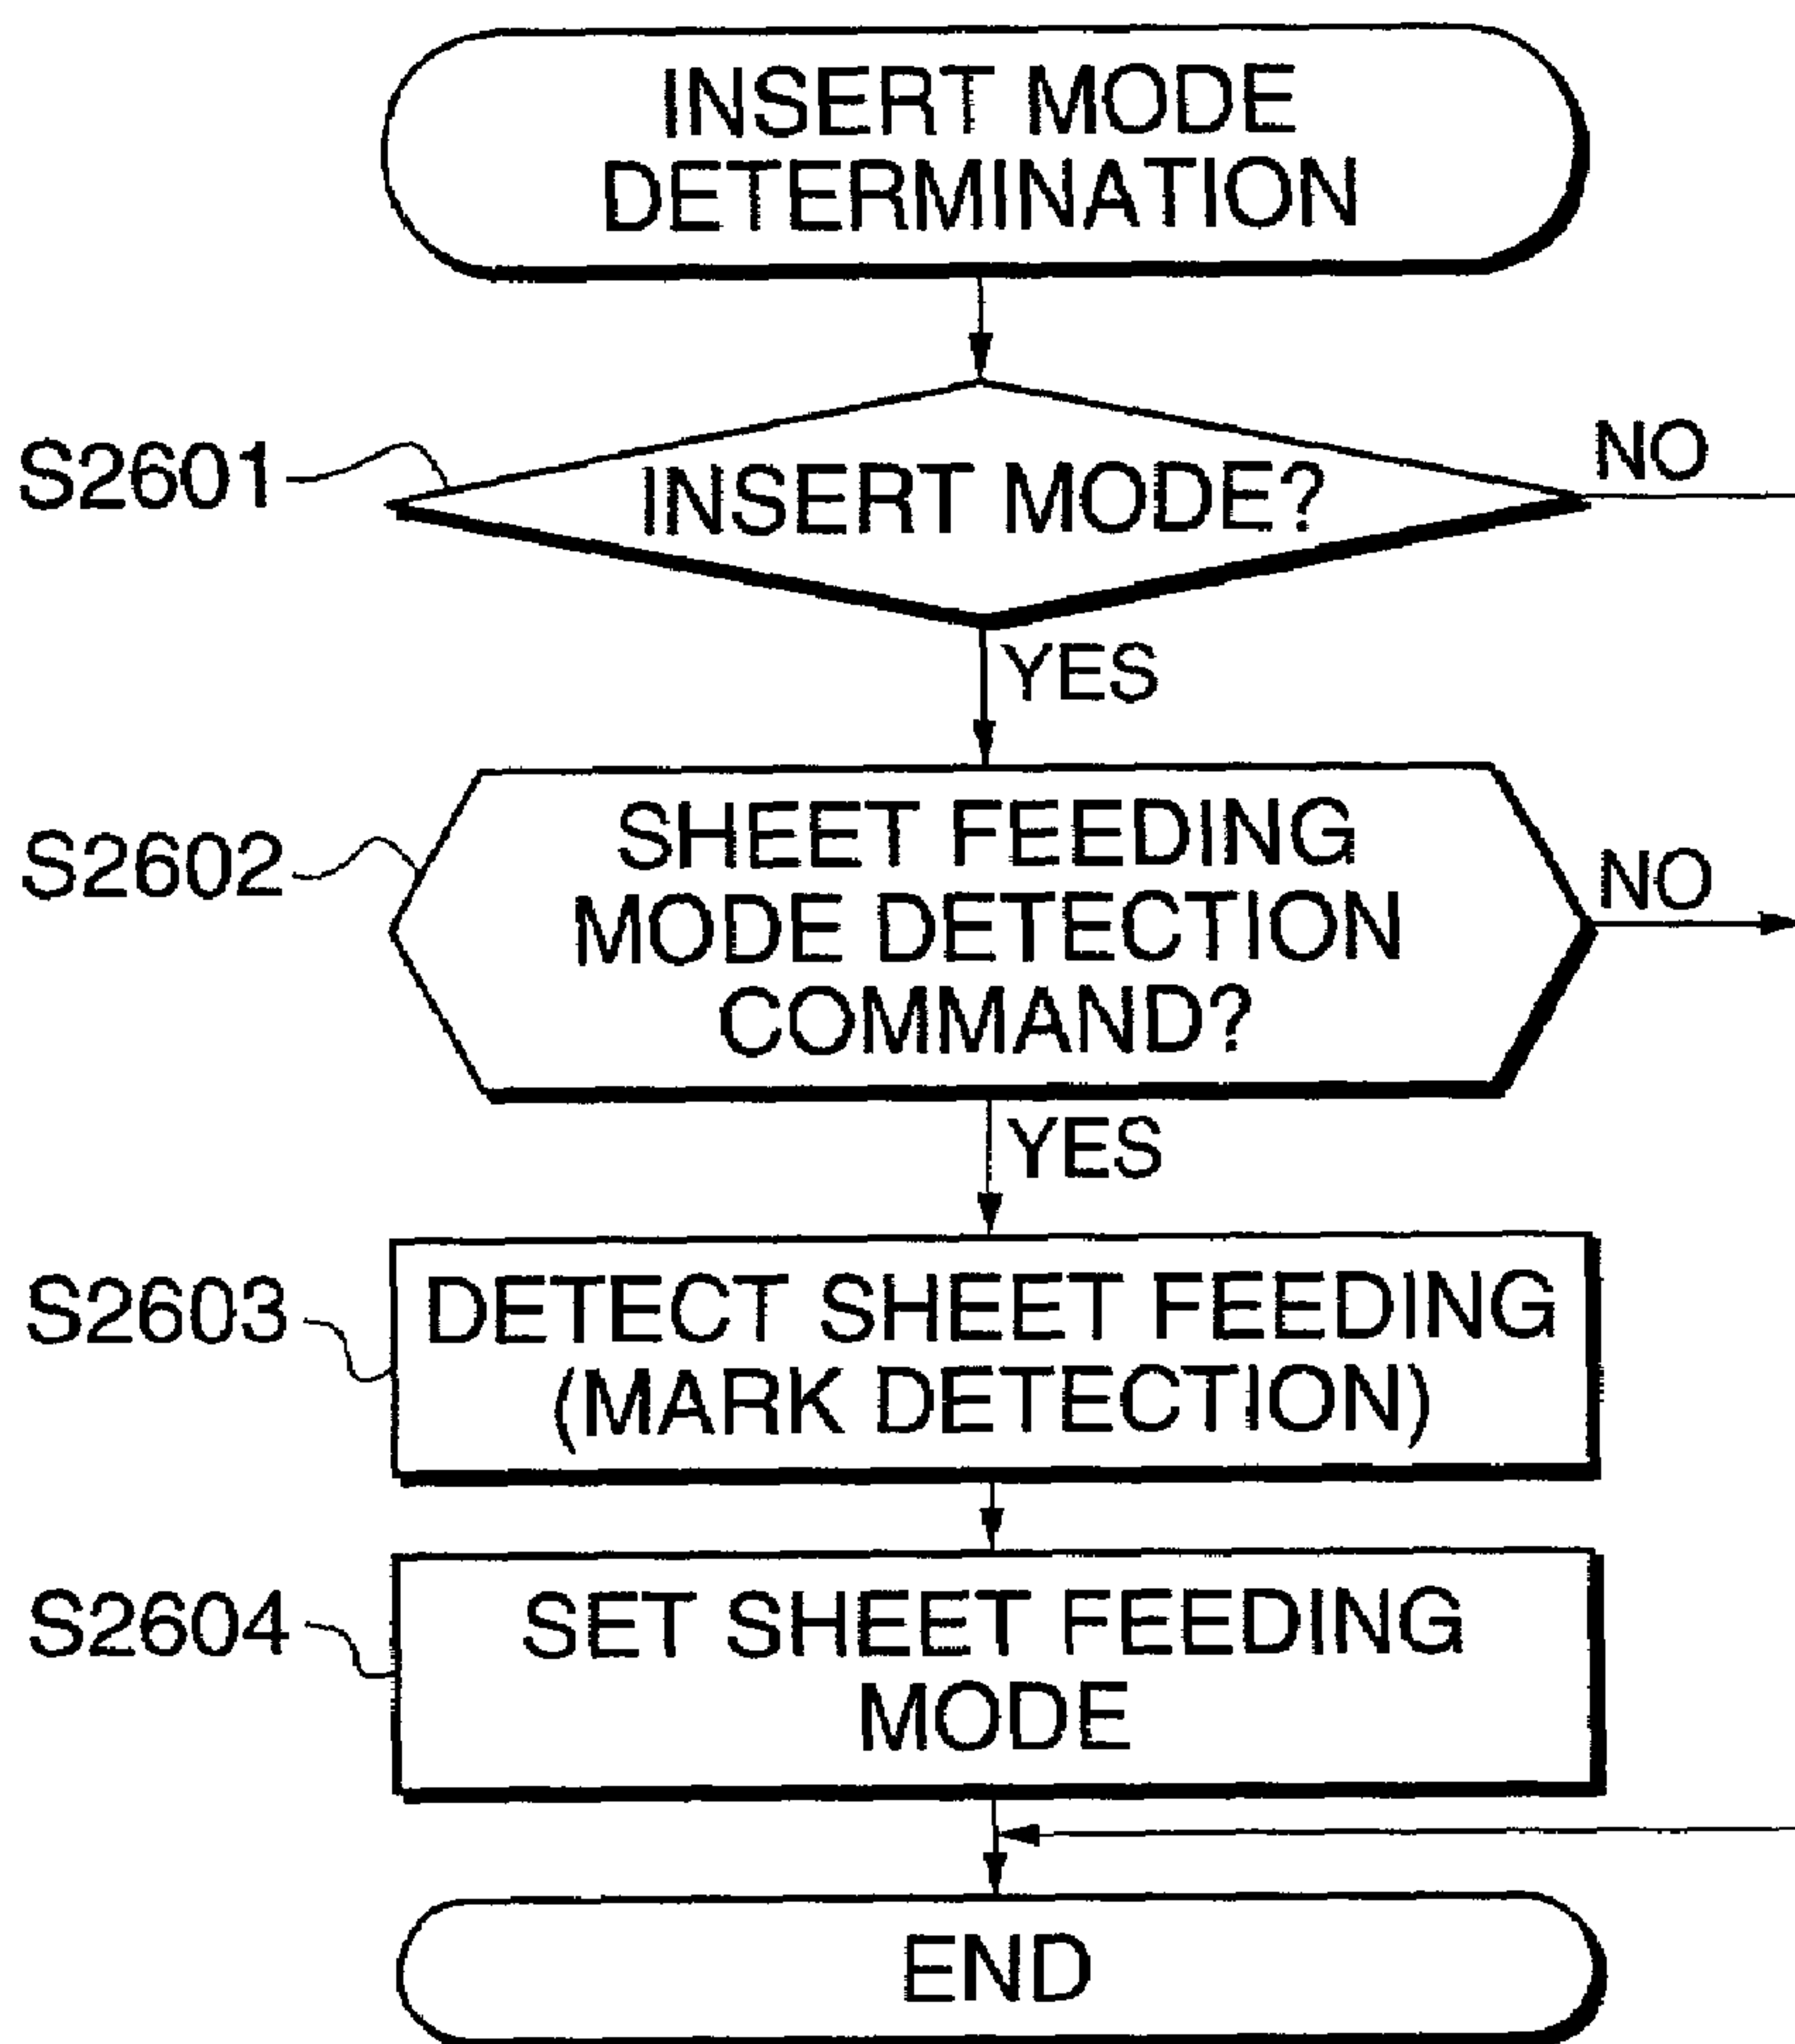 INSERT MODE
DETERMINATION
S2601
INSERT MODE?
NO
YES
S2602
SHEET FEEDING
MODE DETECTION
COMMAND?
NO
YES
S2603
DETECT SHEET FEEDING
(MARK DETECTION)
S2604
SET SHEET FEEDING
MODE
END